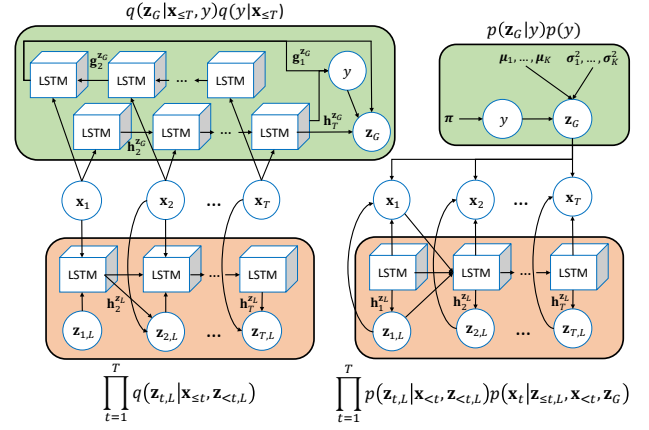 q(𝐳_G|𝐱_{≤T}, y)q(y|𝐱_{≤T})
𝐠_2^{𝐳_G} 𝐠_1^{𝐳_G}
LSTM LSTM ... LSTM y
LSTM LSTM ... LSTM 𝐳_G
𝐡_2^{𝐳_G} 𝐡_T^{𝐳_G}
𝐱_1 𝐱_2 ... 𝐱_T
LSTM LSTM ... LSTM
𝐡_2^{𝐳_L} 𝐡_T^{𝐳_L}
𝐳_{1,L} 𝐳_{2,L} ... 𝐳_{T,L}
∏_{t=1}^{T} q(𝐳_{t,L}|𝐱_{≤t}, 𝐳_{<t,L})
p(𝐳_G|y)p(y)
𝛍_1, ..., 𝛍_K 𝛔_1^2, ..., 𝛔_K^2
𝛑 y 𝐳_G
𝐱_1 𝐱_2 ... 𝐱_T
LSTM LSTM ... LSTM
𝐡_1^{𝐳_L} 𝐡_2^{𝐳_L} 𝐡_T^{𝐳_L}
𝐳_{1,L} 𝐳_{2,L} ... 𝐳_{T,L}
∏_{t=1}^{T} p(𝐳_{t,L}|𝐱_{<t}, 𝐳_{<t,L})p(𝐱_t|𝐳_{≤t,L}, 𝐱_{<t}, 𝐳_G)